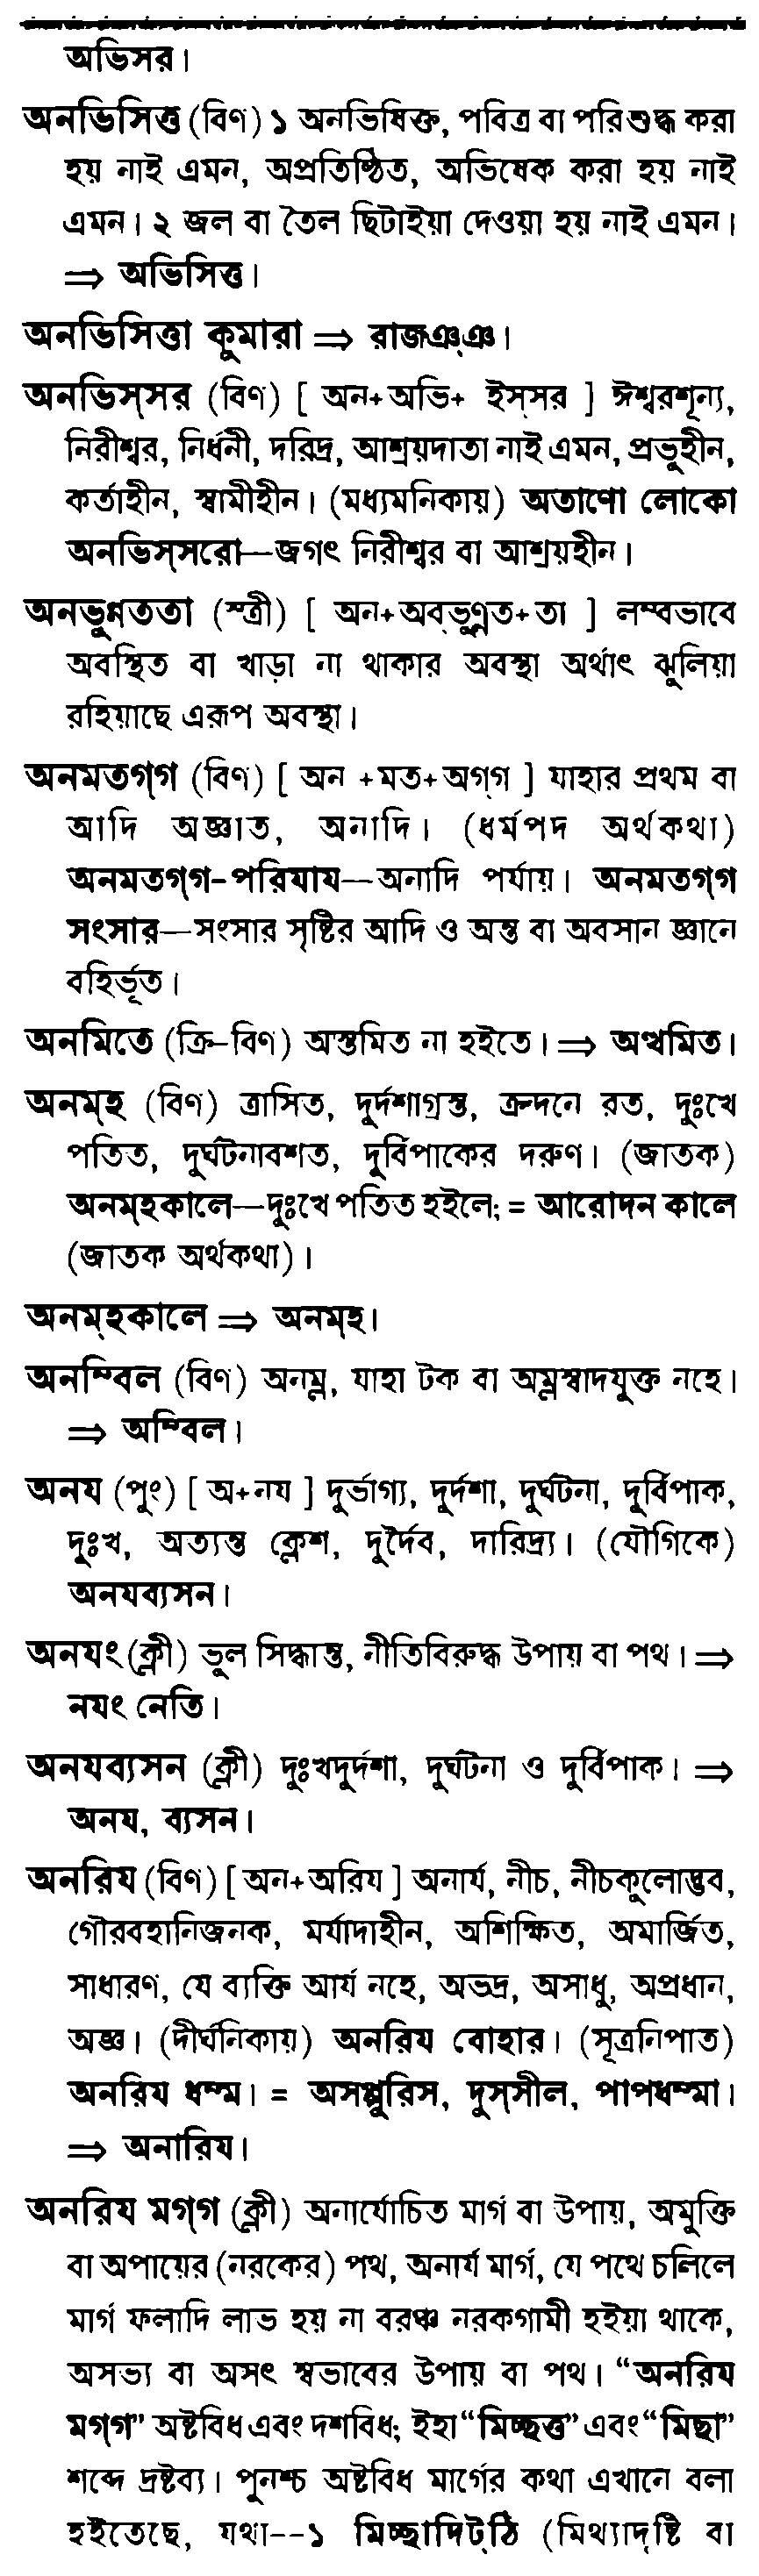 অভিসর।
অনভিসিত্ত (বিণ) ১ অনভিষিক্ত, পবিত্র বা পরিশুদ্ধ করা
হয় নাই এমন, অপ্রতিষ্ঠিত, অভিষেক করা হয় নাই
এমন। ২ জল বা তৈল ছিটাইয়া দেওয়া হয় নাই এমন।
⇒ অভিসিত্ত।
অনভিসিত্তা কুমারা ⇒ রাজঞ্ঞ।
অনভিস্সর (বিণ) [ অন+অভি+ ইস্সর ] ঈশ্বরশূন্য,
নিরীশ্বর, নির্ধনী, দরিদ্র, আশ্রয়দাতা নাই এমন, প্রভুহীন,
কর্তাহীন, স্বামীহীন। (মধ্যমনিকায়) অতাণো লোকো
অনভিস্সরো—জগৎ নিরীশ্বর বা আশ্রয়হীন।
অনভুন্নততা (স্ত্রী) [ অন+অব্ভুণ্নত+তা ] লম্বভাবে
অবস্থিত বা খাড়া না থাকার অবস্থা অর্থাৎ ঝুলিয়া
রহিয়াছে এরূপ অবস্থা।
অনমতগ্গ (বিণ) [ অন +মত+অগ্গ ] যাহার প্রথম বা
আদি অজ্ঞাত, অনাদি। (ধর্মপদ অর্থকথা)
অনমতগ্গ-পরিযায—অনাদি পর্যায়। অনমতগ্গ
সংসার—সংসার সৃষ্টির আদি ও অন্ত বা অবসান জ্ঞানে
বহির্ভূত।
অনমিতে (ক্রি-বিণ) অস্তমিত না হইতে। ⇒ অত্থমিত।
অনম্হ (বিণ) ত্রাসিত, দুর্দশাগ্রস্ত, ক্রুদনে রত, দুঃখে
পতিত, দুর্ঘটনাবশত, দুর্বিপাকের দরুণ। (জাতক)
অনম্হকালে—দুঃখে পতিত হইলে; = আরোদন কালে
(জাতক অর্থকথা)।
অনম্হকালে ⇒ অনম্হ।
অনম্বিল (বিণ) অনম্ল, যাহা টক বা অম্লস্বাদযুক্ত নহে।
⇒ অম্বিল।
অনয (পুং) [ অ+নয ] দুর্ভাগ্য, দুর্দশা, দুর্ঘটনা, দুর্বিপাক,
দুঃখ, অত্যন্ত ক্লেশ, দুর্দৈব, দারিদ্র্য। (যৌগিকে)
অনযব্যসন।
অনযং (ক্লী) ভুল সিদ্ধান্ত, নীতিবিরুদ্ধ উপায় বা পথ। ⇒
নযং নেতি।
অনযব্যসন (ক্লী) দুঃখদুর্দশা, দুর্ঘটনা ও দুর্বিপাক। ⇒
অনয, ব্যসন।
অনরিয (বিণ) [ অন+অরিয ] অনার্য, নীচ, নীচকুলোদ্ভব,
গৌরবহানিজনক, মর্যাদাহীন, অশিক্ষিত, অমার্জিত,
সাধারণ, যে ব্যক্তি আর্য নহে, অভদ্র, অসাধু, অপ্রধান,
অজ্ঞ। (দীর্ঘনিকায়) অনরিয বোহার। (সূত্রনিপাত)
অনরিয ধম্ম। = অসপ্পুরিস, দুস্সীল, পাপধম্মা।
⇒ অনারিয।
অনরিয মগ্গ (ক্লী) অনার্যোচিত মার্গ বা উপায়, অমুক্তি
বা অপায়ের (নরকের) পথ, অনার্য মার্গ, যে পথে চলিলে
মার্গ ফলাদি লাভ হয় না বরঞ্চ নরকগামী হইয়া থাকে,
অসভ্য বা অসৎ স্বভাবের উপায় বা পথ। “অনরিয
মগ্গ” অষ্টবিধ এবং দশবিধ; ইহা “মিচ্ছত্ত” এবং “মিছা”
শব্দে দ্রষ্টব্য। পুনশ্চ অষ্টবিধ মার্গের কথা এখানে বলা
হইতেছে, যথা--১ মিচ্ছাদিট্ঠি (মিথ্যাদৃষ্টি বা